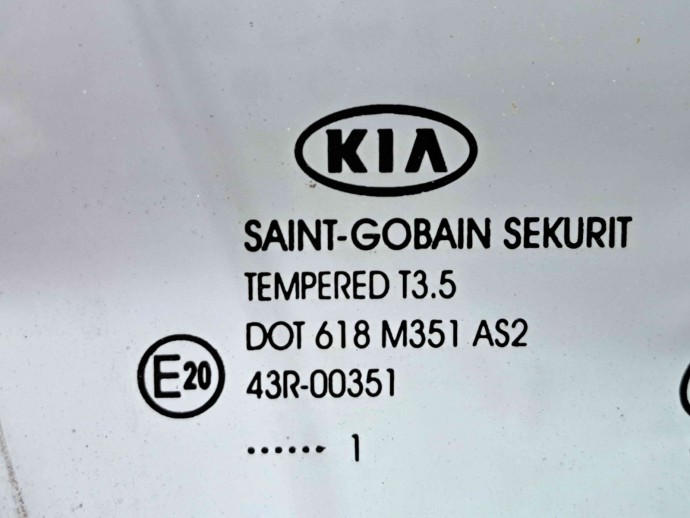 KIA
SAINT-GOBAIN SEKURIT
TEMPERED T3.5
DOT 618 M351 AS2
E20 43R-00351
...... 1